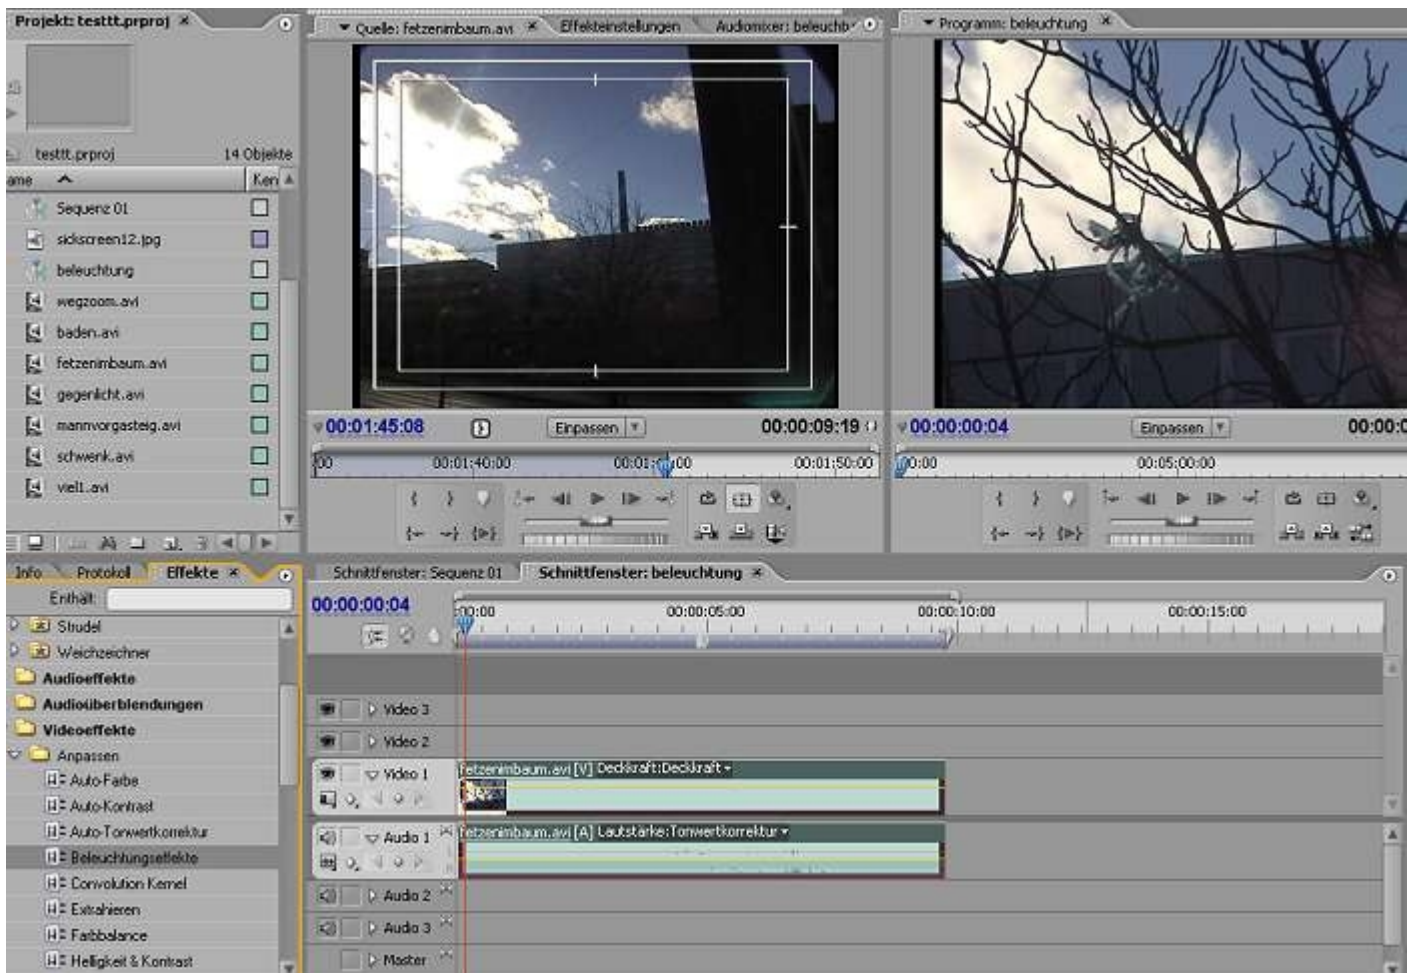 Projekt: testtt.prproj
testtt.prproj 14 Objekte
ame Ken
Sequenz 01
sickscreen12.jpg
beleuchtung
wegzoom.avi
baden.avi
fetzenimbaum.avi
gegenlicht.avi
mannvorgasteig.avi
schwenk.avi
viel1.avi
Quelle: fetzenimbaum.avi Effekteinstellungen Audiomixer: beleuchtu
00:01:45:08 Einpassen 00:00:09:19
00 00:01:40:00 00:01:50:00
Programm: beleuchtung
00:00:00:04 Einpassen 00:00:0
00:00 00:05:00:00
Info Protokoll Effekte
Enthält:
Strudel
Weichzeichner
Audioeffekte
Audioüberblendungen
Videoeffekte
Anpassen
Auto-Farbe
Auto-Kontrast
Auto-Tonwertkorrektur
Beleuchtungseffekte
Convolution Kernel
Extrahieren
Farbbalance
Helligkeit & Kontrast
Schnittfenster: Sequenz 01 Schnittfenster: beleuchtung
00:00:00:04
:00:00 00:00:05:00 00:00:10:00 00:00:15:00
Video 3
Video 2
Video 1 fetzenimbaum.avi [V] Deckkraft:Deckkraft
Audio 1 fetzenimbaum.avi [A] Lautstärke:Tonwertkorrektur
Audio 2
Audio 3
Master